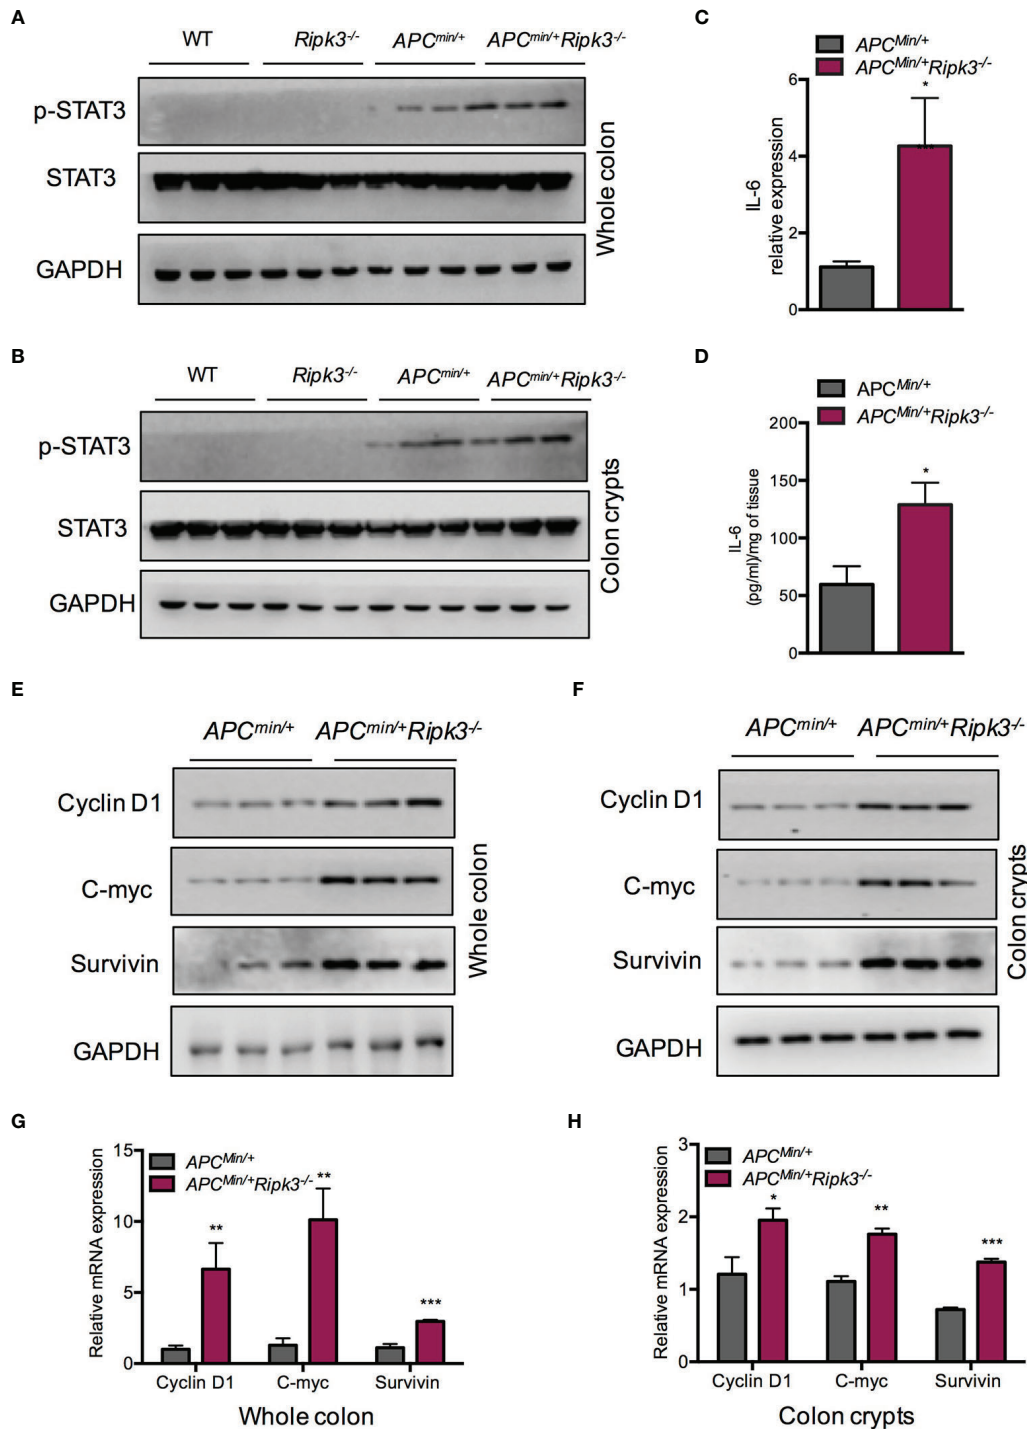 A
WT Ripk3-/- APCmin/+ APCmin/+Ripk3-/-
p-STAT3
STAT3
GAPDH
Whole colon
B
WT Ripk3-/- APCmin/+ APCmin/+Ripk3-/-
p-STAT3
STAT3
GAPDH
Colon crypts
C
APCMin/+
APCMin/+Ripk3-/-
IL-6
relative expression
6
4
2
0
*
***
D
APCMin/+
APCMin/+Ripk3-/-
IL-6
(pg/ml)/mg of tissue
200
150
100
50
0
*
E
APCmin/+ APCmin/+Ripk3-/-
Cyclin D1
C-myc
Survivin
GAPDH
Whole colon
F
APCmin/+ APCmin/+Ripk3-/-
Cyclin D1
C-myc
Survivin
GAPDH
Colon crypts
G
APCMin/+
APCMin/+Ripk3-/-
Relative mRNA expression
15
10
5
0
** ** ***
Cyclin D1 C-myc Survivin
Whole colon
H
APCMin/+
APCMin/+Ripk3-/-
Relative mRNA expression
3
2
1
0
* ** ***
Cyclin D1 C-myc Survivin
Colon crypts